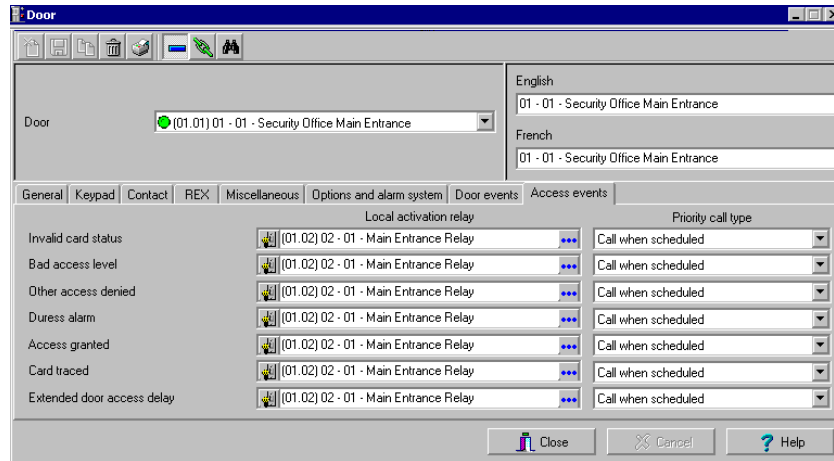 Door
English
01 - 01 - Security Office Main Entrance
Door (01.01) 01 - 01 - Security Office Main Entrance
French
01 - 01 - Security Office Main Entrance
General Keypad Contact REX Miscellaneous Options and alarm system Door events Access events
Local activation relay Priority call type
Invalid card status (01.02) 02 - 01 - Main Entrance Relay Call when scheduled
Bad access level (01.02) 02 - 01 - Main Entrance Relay Call when scheduled
Other access denied (01.02) 02 - 01 - Main Entrance Relay Call when scheduled
Duress alarm (01.02) 02 - 01 - Main Entrance Relay Call when scheduled
Access granted (01.02) 02 - 01 - Main Entrance Relay Call when scheduled
Card traced (01.02) 02 - 01 - Main Entrance Relay Call when scheduled
Extended door access delay (01.02) 02 - 01 - Main Entrance Relay Call when scheduled
Close Cancel Help